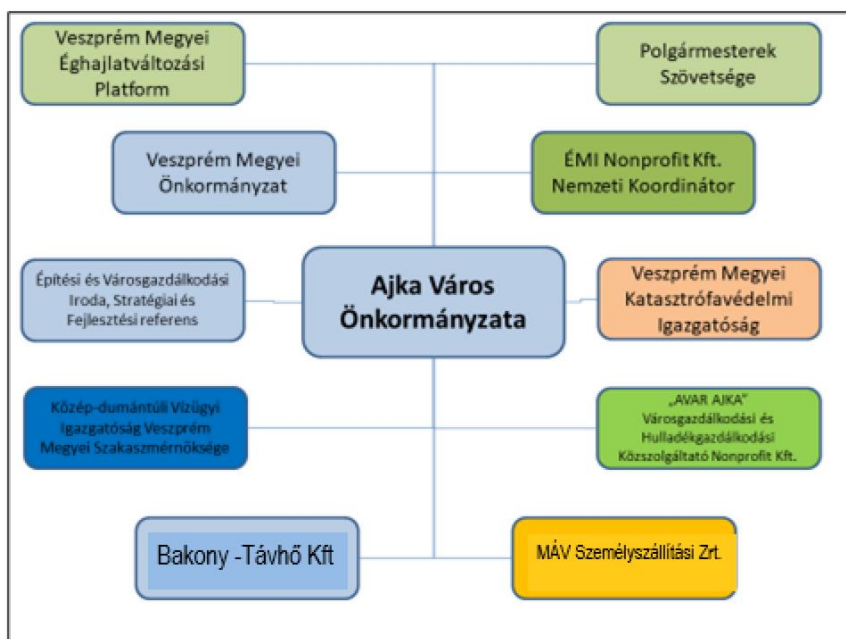 Veszprém Megyei
Éghajlatváltozási
Platform
Polgármesterek
Szövetsége
Veszprém Megyei
Önkormányzat
ÉMI Nonprofit Kft.
Nemzeti Koordinátor
Építési és Városgazdálkodási
Iroda, Stratégiai és
Fejlesztési referens
Ajka Város
Önkormányzata
Veszprém Megyei
Katasztrófavédelmi
Igazgatóság
Közép-dumántúli Vízügyi
Igazgatóság Veszprém
Megyei Szakaszmérnöksége
„AVAR AJKA”
Városgazdálkodási és
Hulladékgazdálkodási
Közszolgáltató Nonprofit Kft.
Bakony -Távhő Kft
MÁV Személyszállítási Zrt.